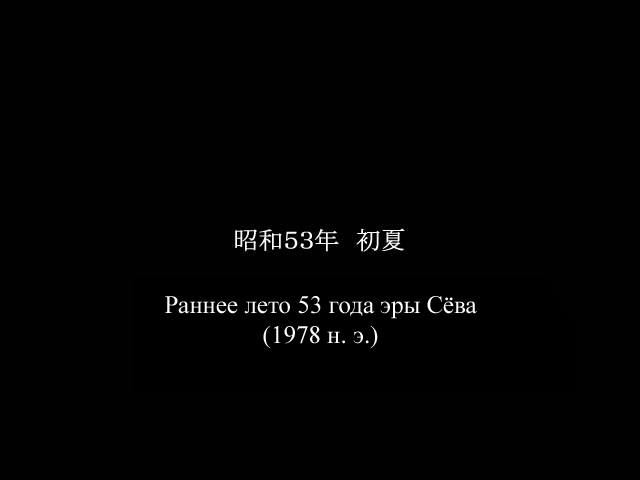 昭和53年　初夏
Раннее лето 53 года эры Сёва
(1978 н. э.)